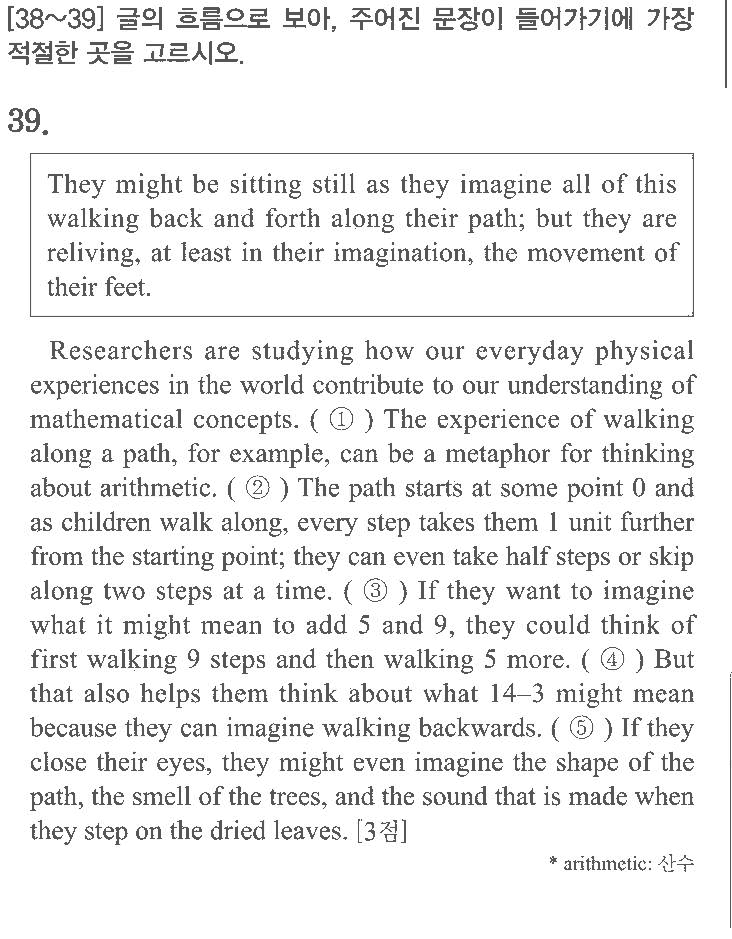 [38～39] 글의 흐름으로 보아, 주어진 문장이 들어가기에 가장
적절한 곳을 고르시오.
39.
They might be sitting still as they imagine all of this
walking back and forth along their path; but they are
reliving, at least in their imagination, the movement of
their feet.
Researchers are studying how our everyday physical
experiences in the world contribute to our understanding of
mathematical concepts. ( ① ) The experience of walking
along a path, for example, can be a metaphor for thinking
about arithmetic. ( ② ) The path starts at some point 0 and
as children walk along, every step takes them 1 unit further
from the starting point; they can even take half steps or skip
along two steps at a time. ( ③ ) If they want to imagine
what it might mean to add 5 and 9, they could think of
first walking 9 steps and then walking 5 more. ( ④ ) But
that also helps them think about what 14–3 might mean
because they can imagine walking backwards. ( ⑤ ) If they
close their eyes, they might even imagine the shape of the
path, the smell of the trees, and the sound that is made when
they step on the dried leaves. [3점]
* arithmetic: 산수